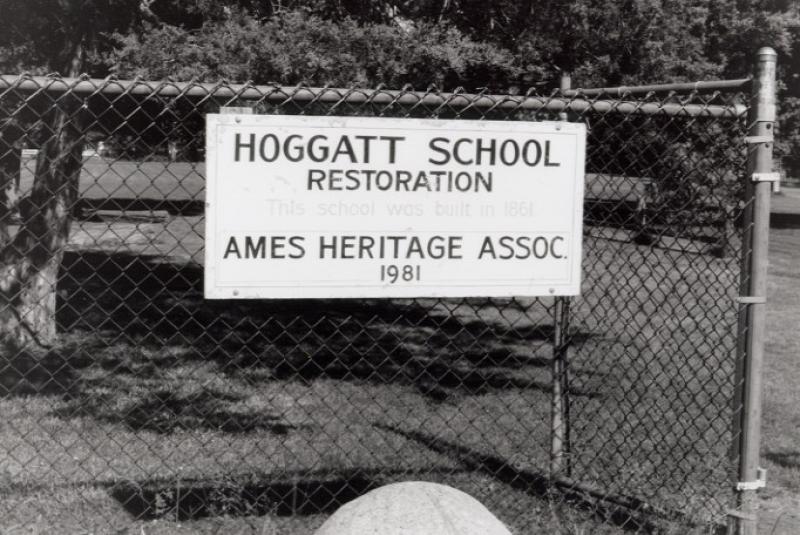 HOGGATT SCHOOL
RESTORATION
This school was built in 1861
AMES HERITAGE ASSOC.
1981